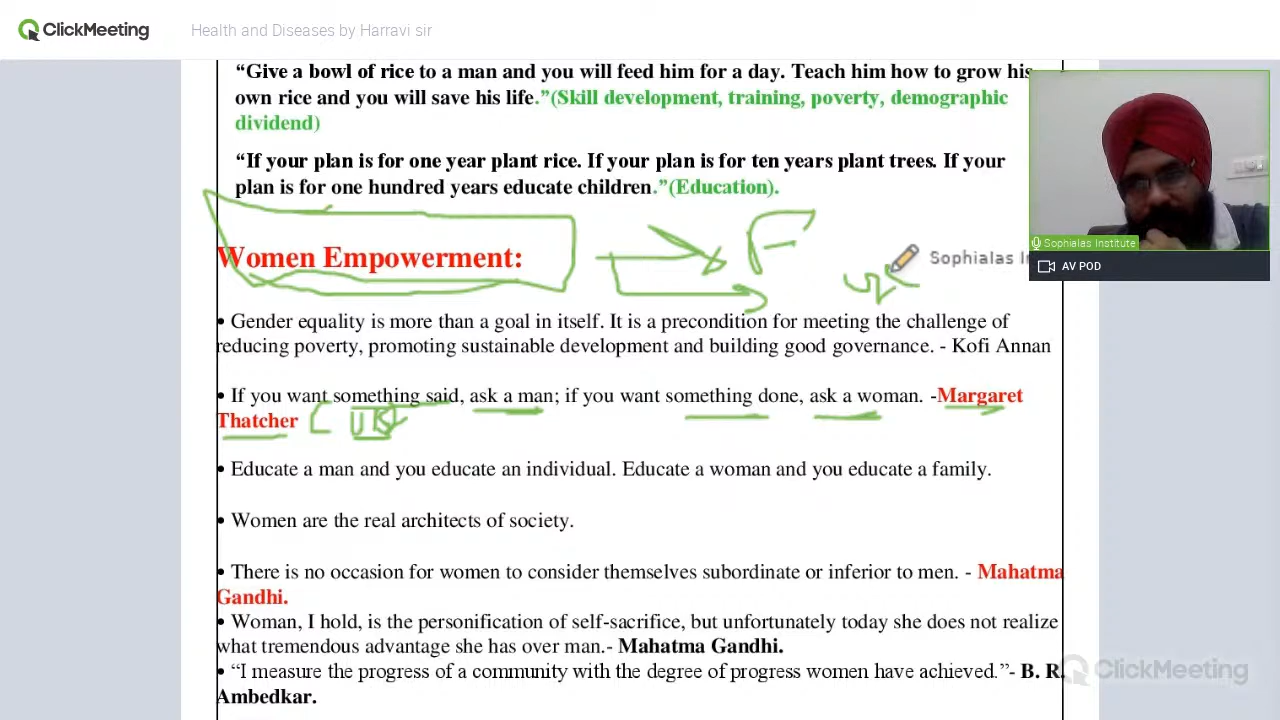 ClickMeeting
Health and Diseases by Harravi sir
“Give a bowl of rice to a man and you will feed him for a day. Teach him how to grow his
own rice and you will save his life.”(Skill development, training, poverty, demographic
dividend)
“If your plan is for one year plant rice. If your plan is for ten years plant trees. If your
plan is for one hundred years educate children.”(Education).
Women Empowerment:
F
Sophialas
Sophialas Institute
AV POD
• Gender equality is more than a goal in itself. It is a precondition for meeting the challenge of
reducing poverty, promoting sustainable development and building good governance. - Kofi Annan
• If you want something said, ask a man; if you want something done, ask a woman. -Margaret
Thatcher ( UK
• Educate a man and you educate an individual. Educate a woman and you educate a family.
• Women are the real architects of society.
• There is no occasion for women to consider themselves subordinate or inferior to men. - Mahatma
Gandhi.
• Woman, I hold, is the personification of self-sacrifice, but unfortunately today she does not realize
what tremendous advantage she has over man.- Mahatma Gandhi.
• “I measure the progress of a community with the degree of progress women have achieved.”- B. R.
Ambedkar.
ClickMeeting